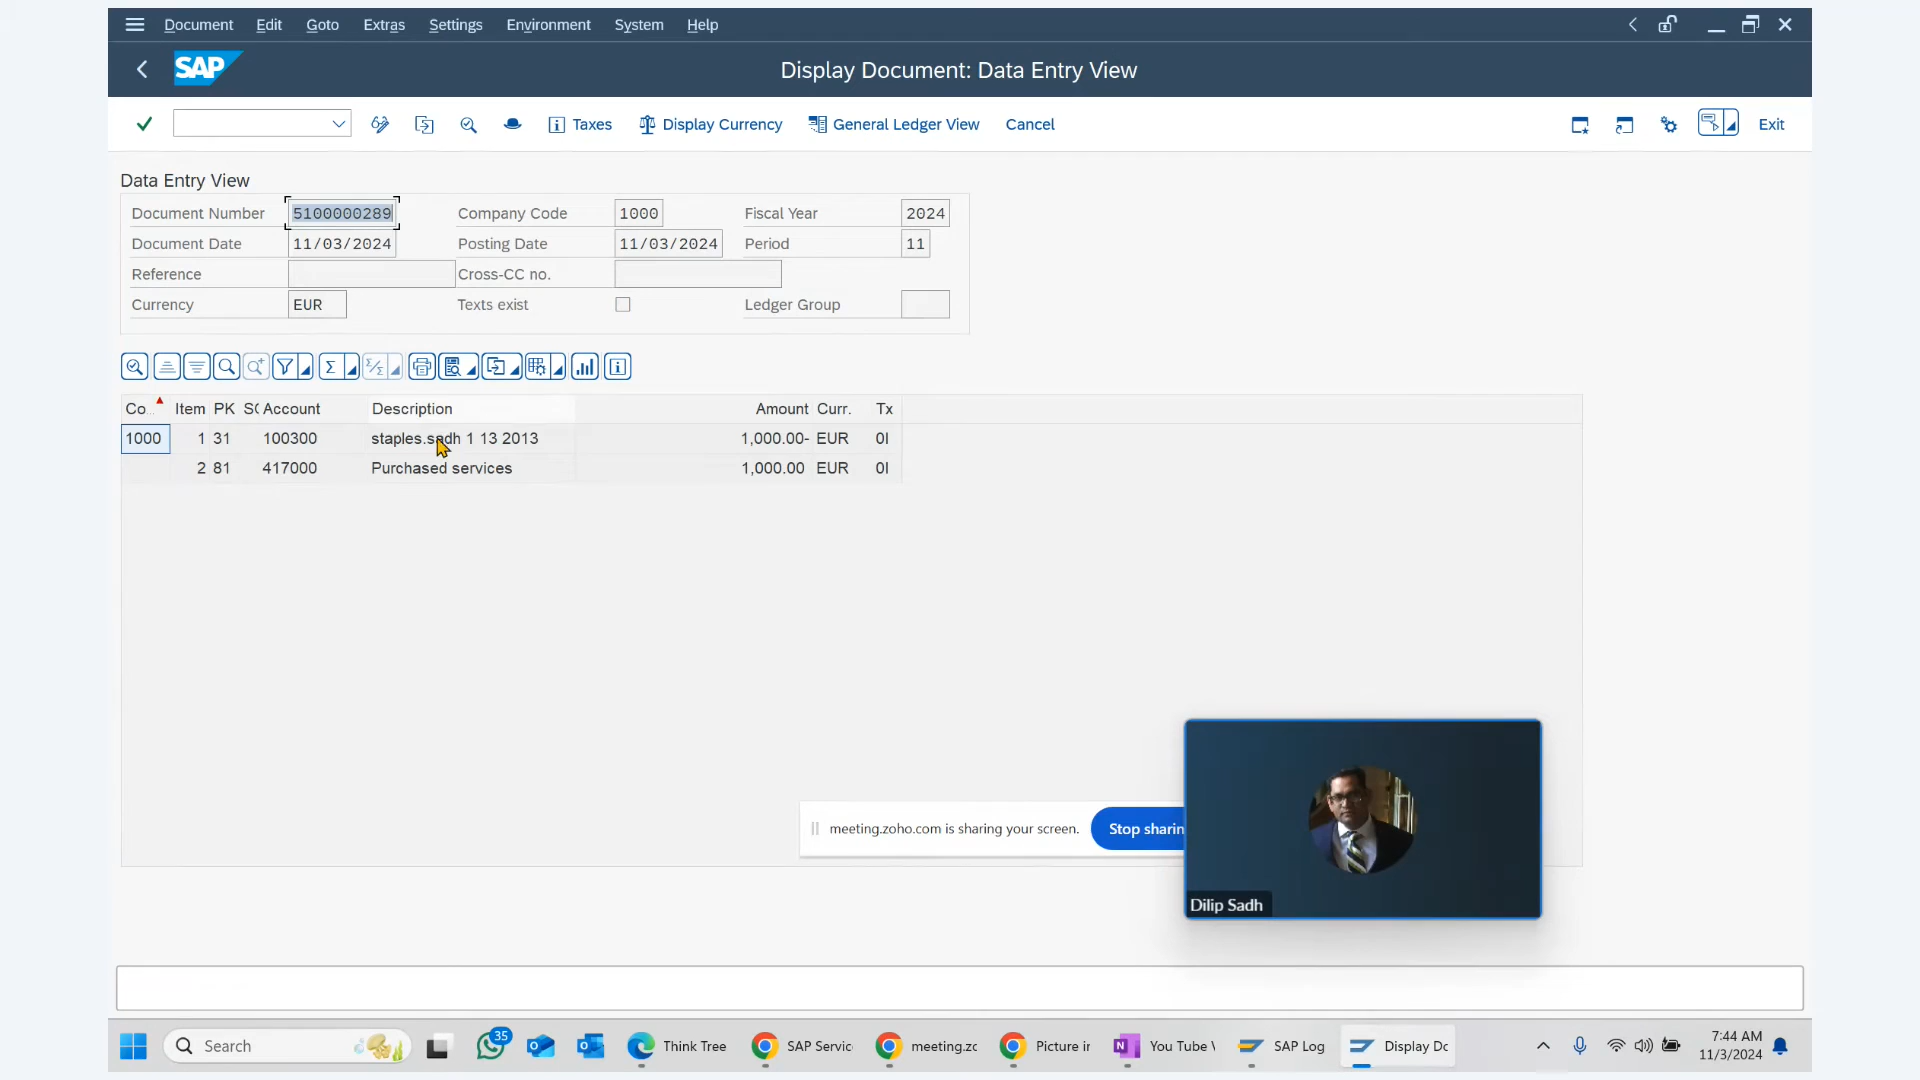 Document Edit Goto Extras Settings Environment System Help
SAP Display Document: Data Entry View
Taxes Display Currency General Ledger View Cancel Exit
Data Entry View
Document Number 5100000289 Company Code 1000 Fiscal Year 2024
Document Date 11/03/2024 Posting Date 11/03/2024 Period 11
Reference Cross-CC no.
Currency EUR Texts exist Ledger Group
Co.. Item PK SG Account Description Amount Curr. Tx
1000 1 31 100300 staples.sadh 1 13 2013 1,000.00- EUR 0I
2 81 417000 Purchased services 1,000.00 EUR 0I
meeting.zoho.com is sharing your screen. Stop sharin
Dilip Sadh
Search 35 Think Tree SAP Servic meeting.zc Picture ir You Tube SAP Log Display Dc 7:44 AM
11/3/2024